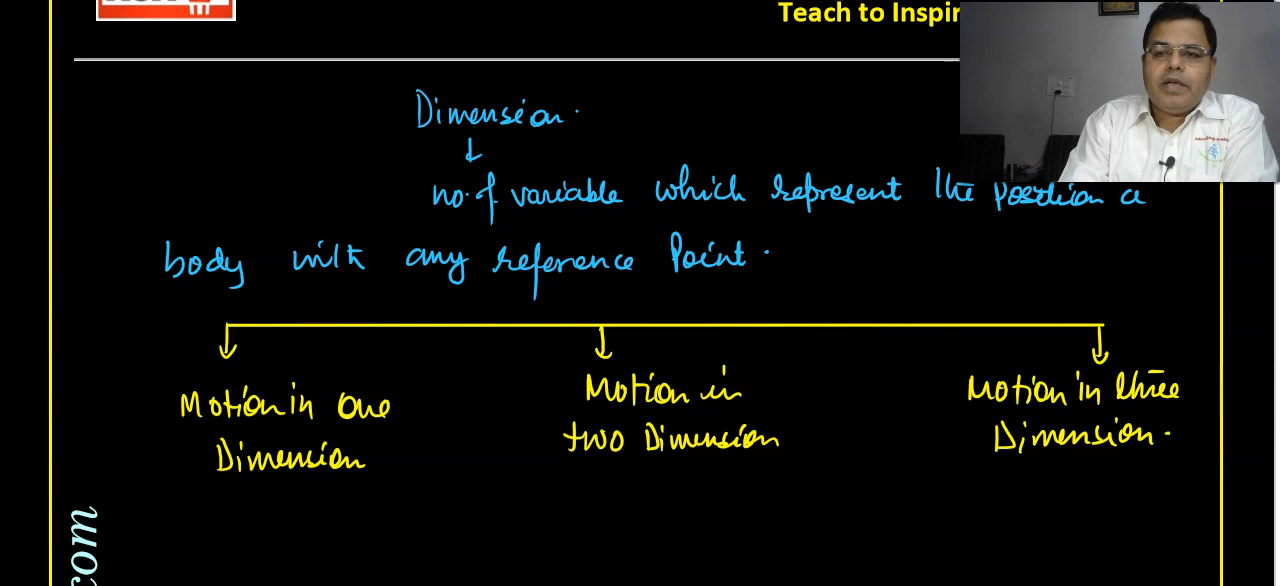 Teach to Inspir
Dimension.
no. of variable which represent the position a
body with any reference Point.
Motion in one
Dimension
Motion in
two Dimension
Motion in three
Dimension.
com